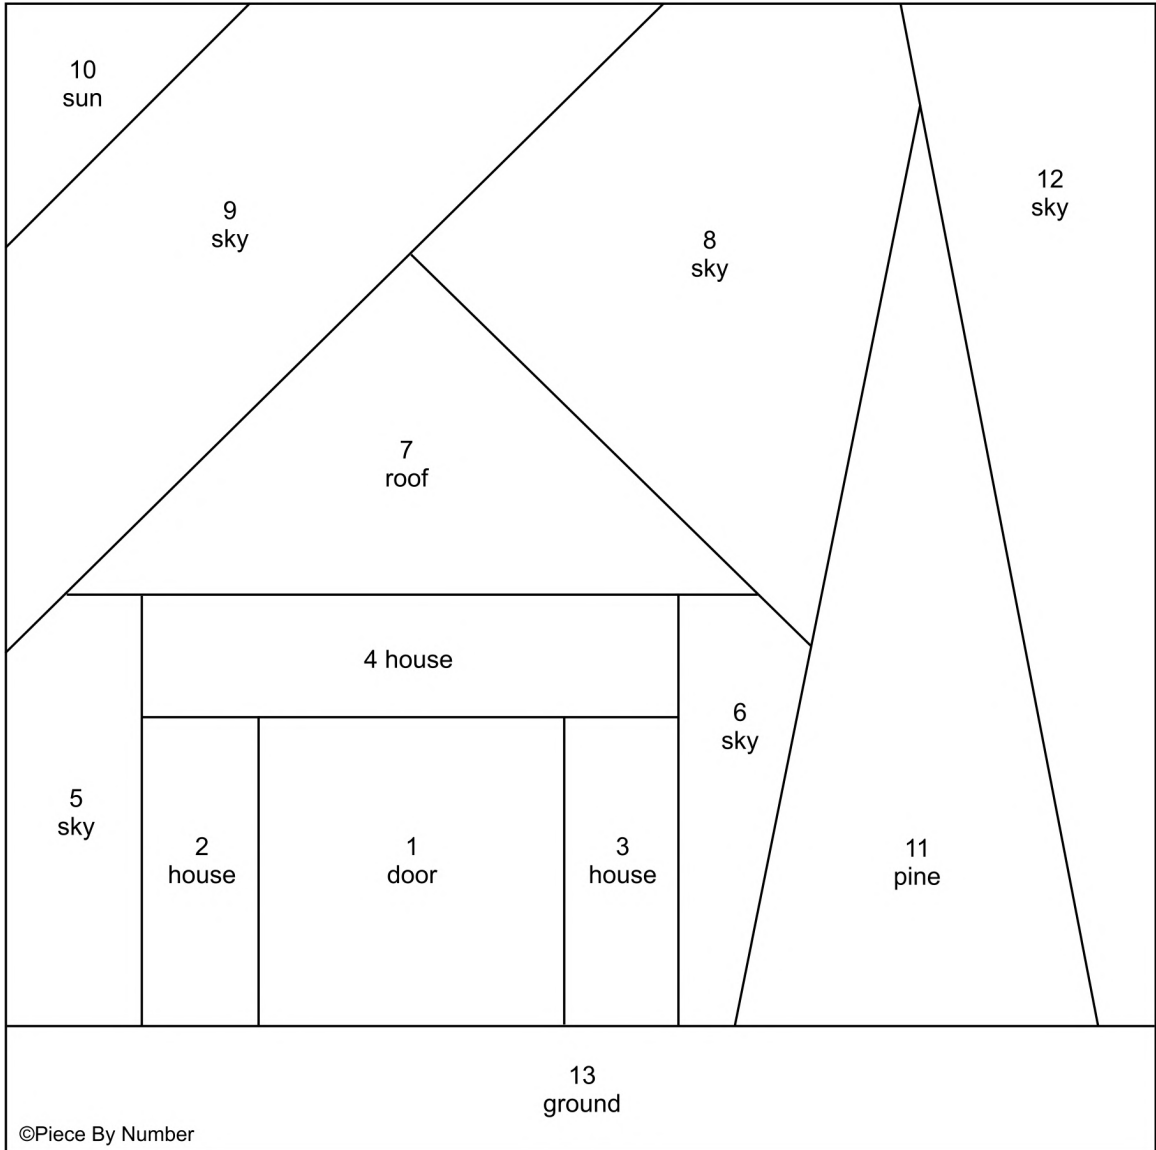 10
sun
9
sky
8
sky
12
sky
7
roof
4 house
6
sky
5
sky
2
house
1
door
3
house
11
pine
13
ground
©Piece By Number